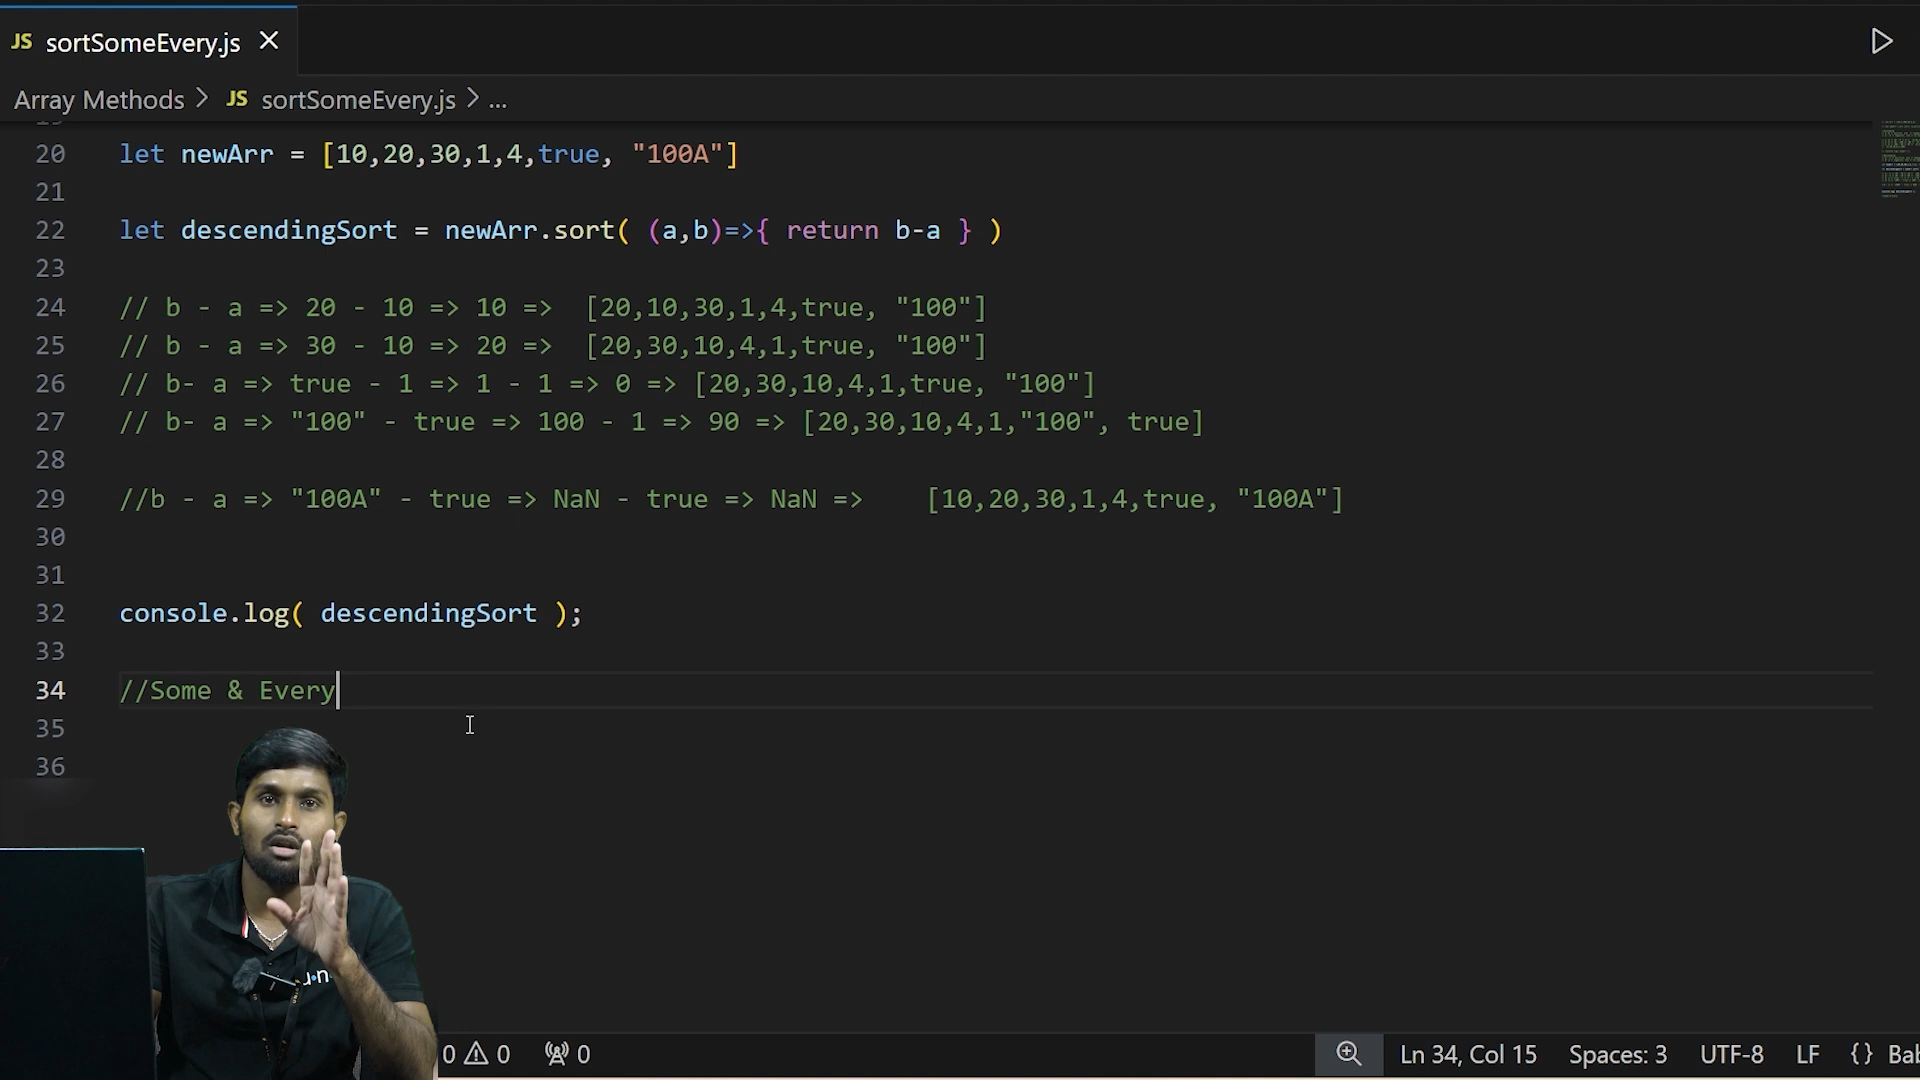 JS sortSomeEvery.js
Array Methods > JS sortSomeEvery.js > ...
20 let newArr = [10,20,30,1,4,true, "100A"]
21
22 let descendingSort = newArr.sort( (a,b)=>{ return b-a } )
23
24 // b - a => 20 - 10 => 10 =>  [20,10,30,1,4,true, "100"]
25 // b - a => 30 - 10 => 20 =>  [20,30,10,4,1,true, "100"]
26 // b- a => true - 1 => 1 - 1 => 0 => [20,30,10,4,1,true, "100"]
27 // b- a => "100" - true => 100 - 1 => 90 => [20,30,10,4,1,"100", true]
28
29 //b - a => "100A" - true => NaN - true => NaN =>    [10,20,30,1,4,true, "100A"]
30
31
32 console.log( descendingSort );
33
34 //Some & Every
35
36
0 0 0 Ln 34, Col 15 Spaces: 3 UTF-8 LF {}